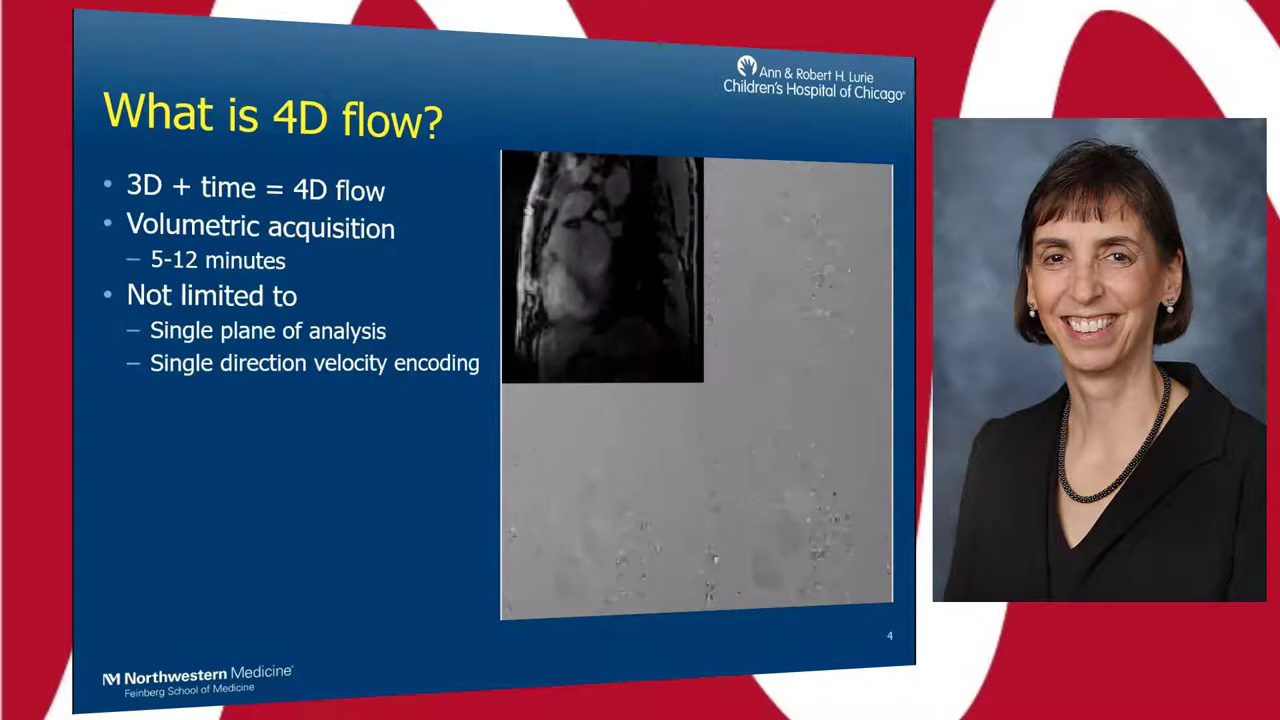 Ann & Robert H. Lurie
Children's Hospital of Chicago
What is 4D flow?
• 3D + time = 4D flow
• Volumetric acquisition
– 5-12 minutes
• Not limited to
– Single plane of analysis
– Single direction velocity encoding
4
NM Northwestern Medicine
Feinberg School of Medicine